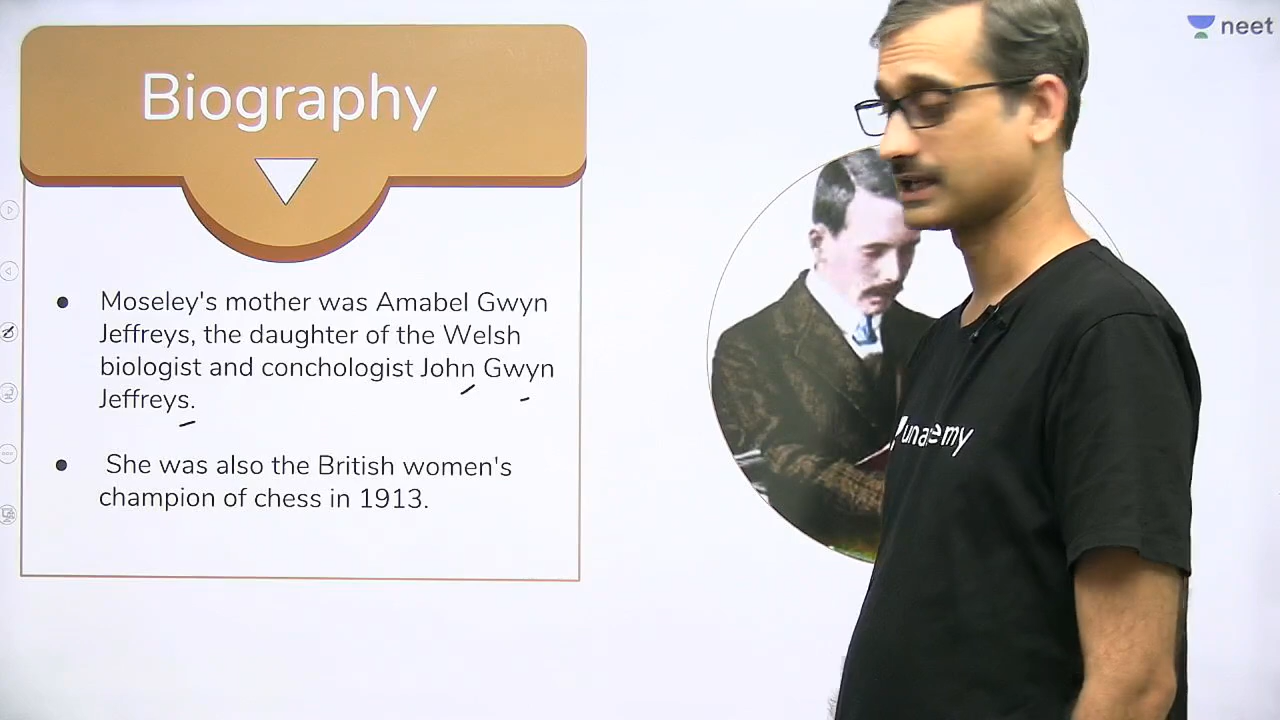 Biography
Moseley's mother was Amabel Gwyn
Jeffreys, the daughter of the Welsh
biologist and conchologist John Gwyn
Jeffreys.
She was also the British women's
champion of chess in 1913.
neet
unacademy